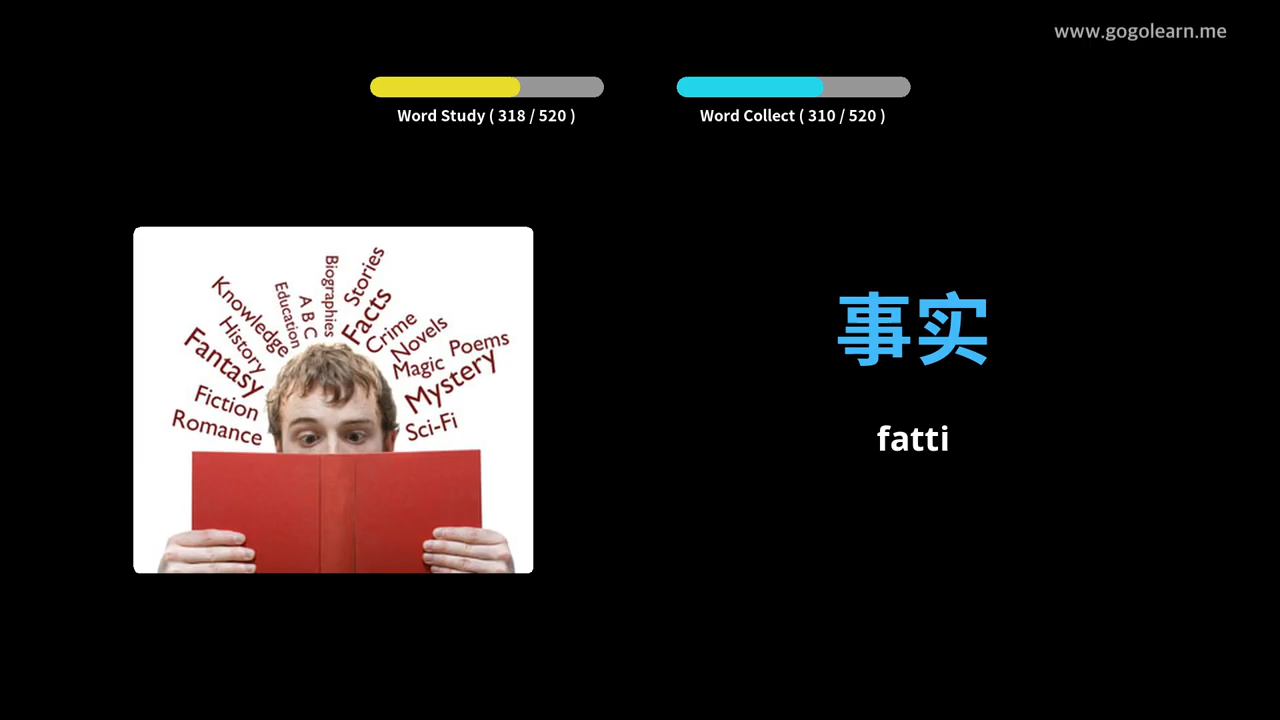 www.gogolearn.me
Word Study ( 318 / 520 )
Word Collect ( 310 / 520 )
Romance
Fiction
Fantasy
History
Knowledge
Education
A B C
Biographies
Stories
Facts
Crime
Novels
Magic
Poems
Mystery
Sci-Fi
事实
fatti